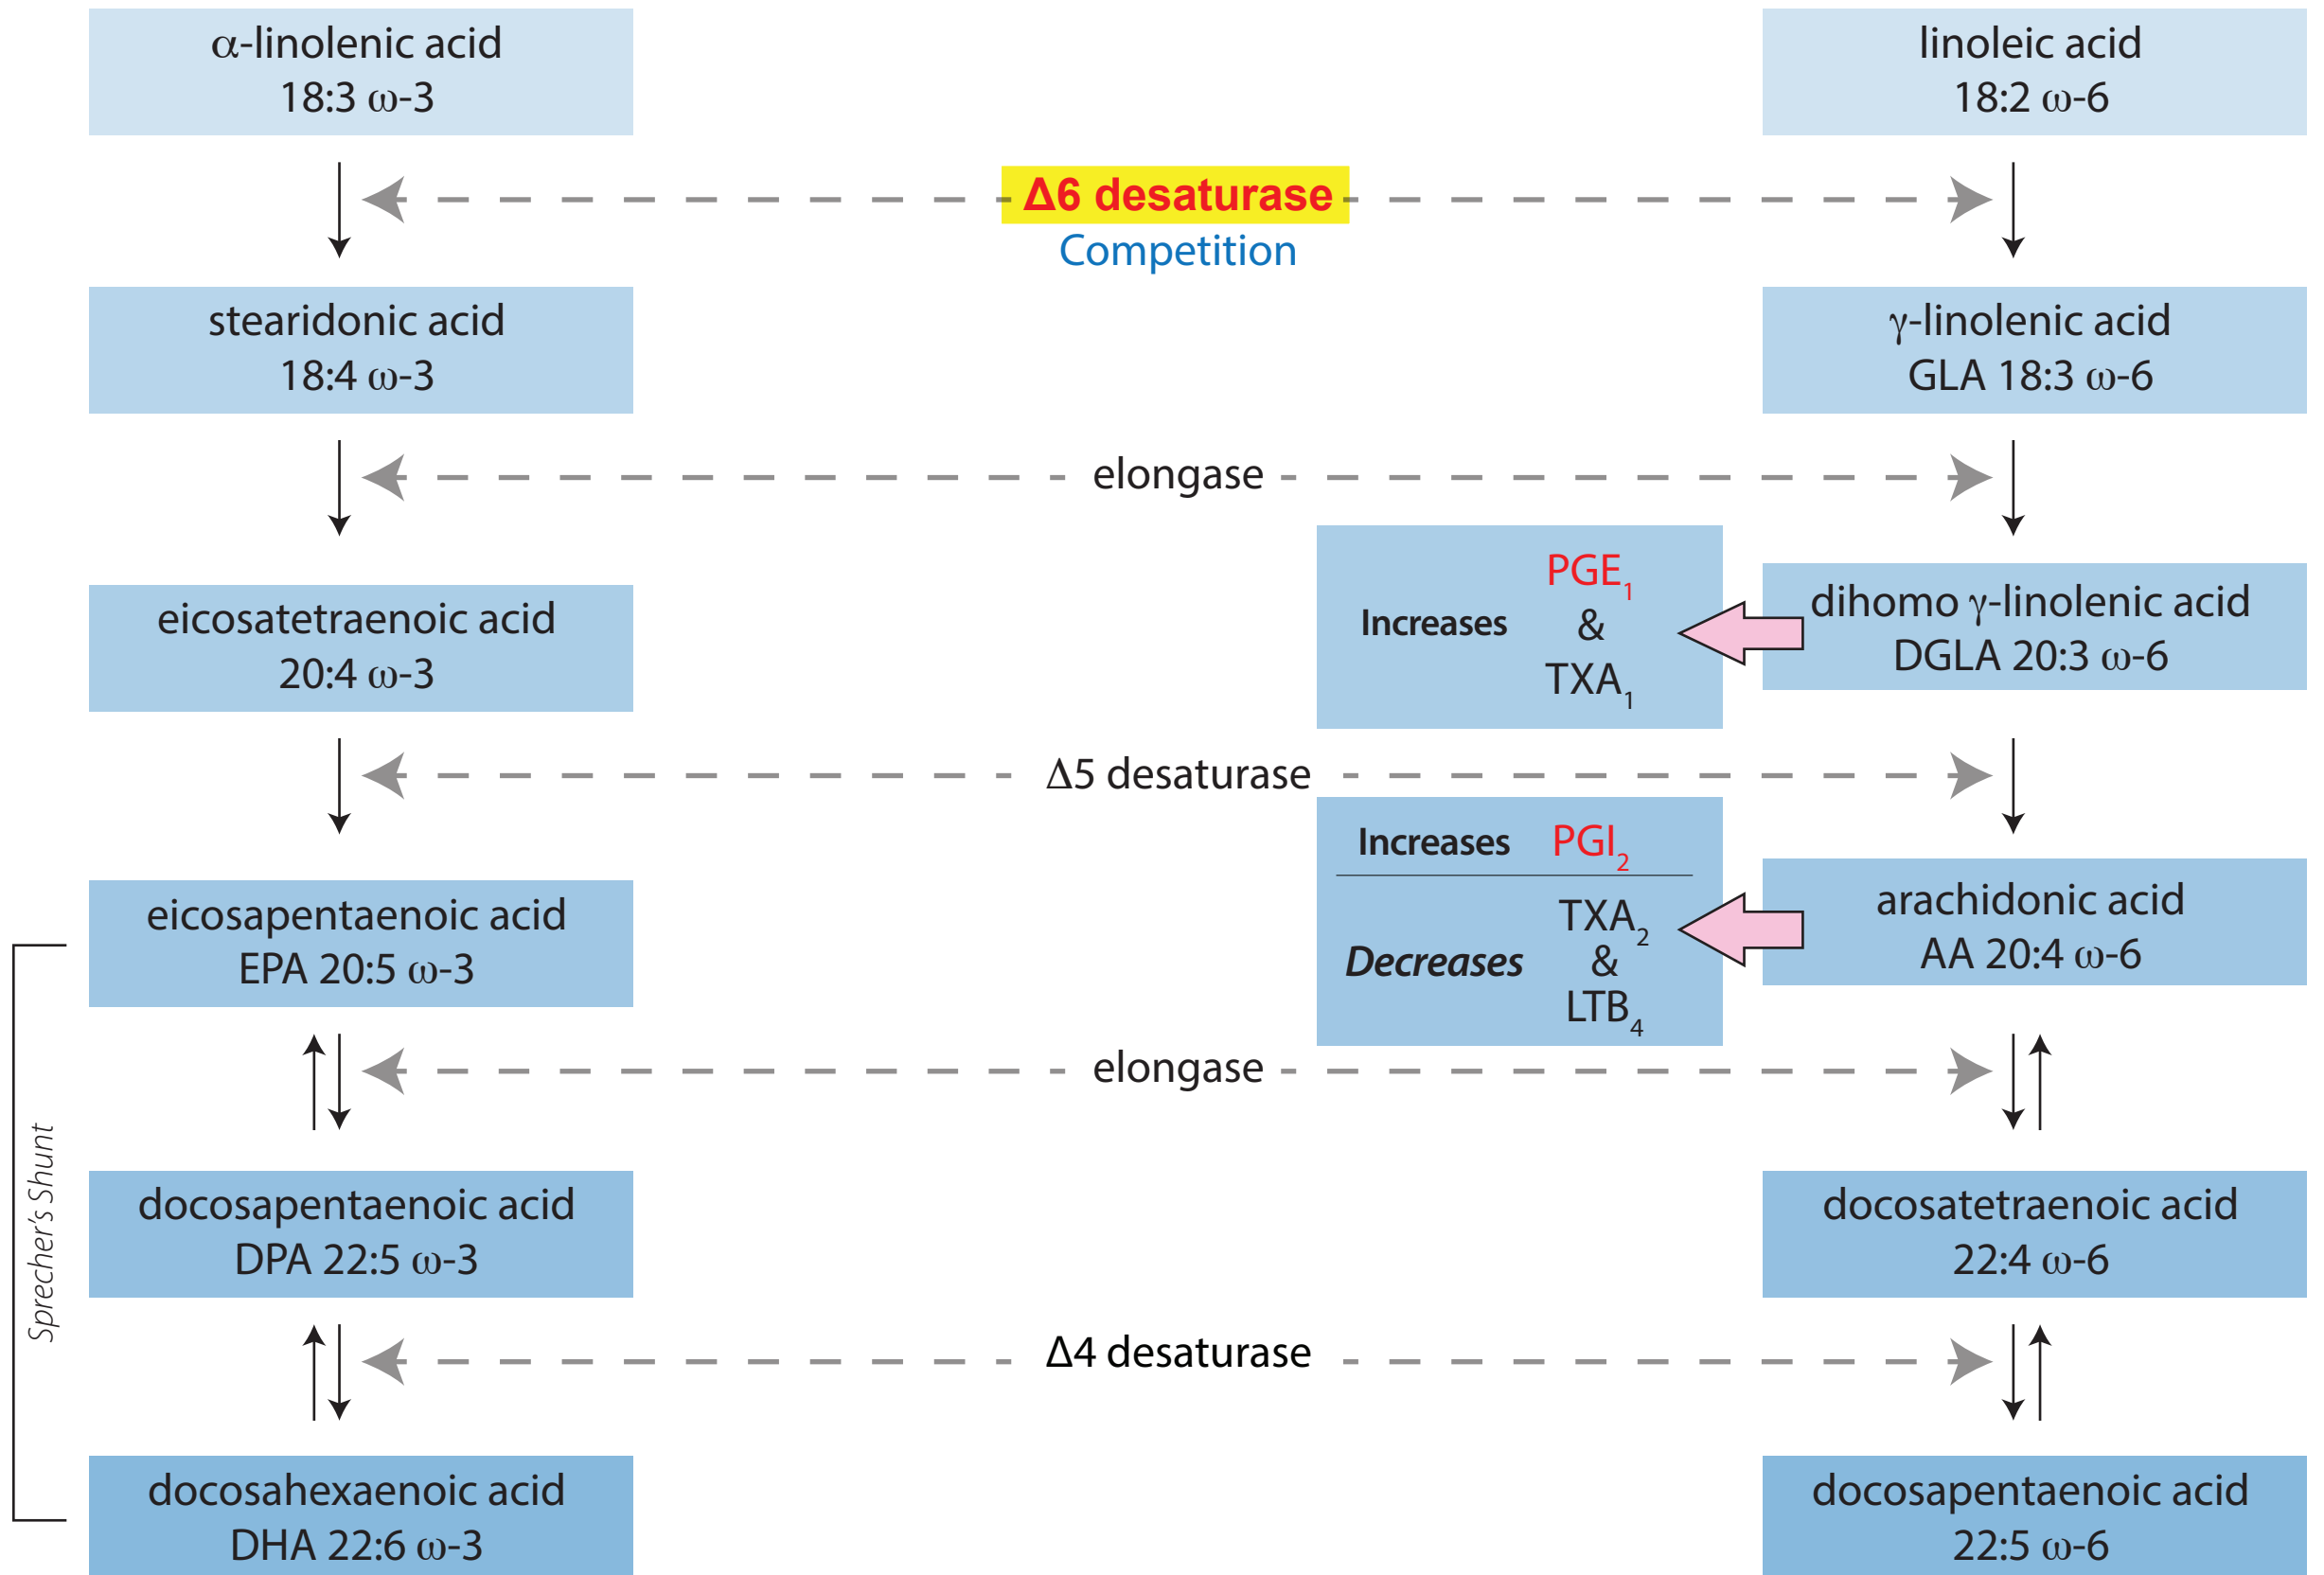 α-linolenic acid
18:3 ω-3
linoleic acid
18:2 ω-6
Δ6 desaturase
Competition
stearidonic acid
18:4 ω-3
γ-linolenic acid
GLA 18:3 ω-6
elongase
eicosatetraenoic acid
20:4 ω-3
Increases
PGE₁
&
TXA₁
dihomo γ-linolenic acid
DGLA 20:3 ω-6
Δ5 desaturase
Increases PGI₂
Decreases
TXA₂
&
LTB₄
eicosapentaenoic acid
EPA 20:5 ω-3
arachidonic acid
AA 20:4 ω-6
elongase
Sprecher's Shunt
docosapentaenoic acid
DPA 22:5 ω-3
docosatetraenoic acid
22:4 ω-6
Δ4 desaturase
docosahexaenoic acid
DHA 22:6 ω-3
docosapentaenoic acid
22:5 ω-6